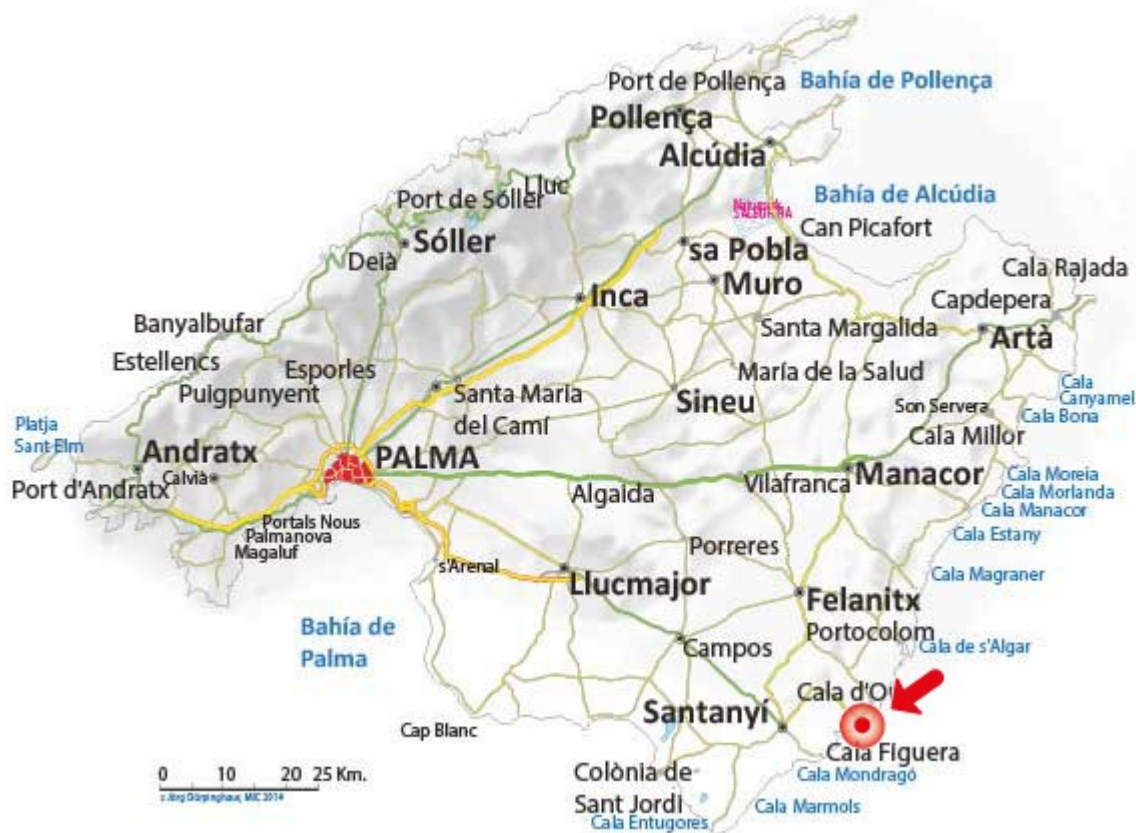 Port de Pollença
Bahía de Pollença
Pollença
Alcúdia
Lluc
Port de Sóller
Bahía de Alcúdia
Can Picafort
Sóller
sa Pobla
Deià
Muro
Cala Rajada
Inca
Capdepera
Banyalbufar
Santa Margalida
Artà
Estellencs
Esporles
María de la Salud
Puigpunyent
Santa Maria
del Camí
Sineu
Cala
Canyamel
Son Servera
Cala Bona
Platja
Sant Elm
Andratx
PALMA
Cala Millor
Calvià
Manacor
Cala Moreia
Port d'Andratx
Algaida
Vilafranca
Cala Morlanda
Cala Manacor
Portals Nous
Palmanova
Magaluf
Cala Estany
Porreres
s'Arenal
Llucmajor
Cala Magraner
Felanitx
Bahía de
Palma
Portocolom
Campos
Cala de s'Algar
Cala d'O
Santanyí
Cap Blanc
Cala Figuera
Colònia de
Sant Jordi
Cala Mondragó
Cala Marmols
Cala Entugores
0 10 20 25 Km.
c Jörg Dörpinghaus, MIC 2014